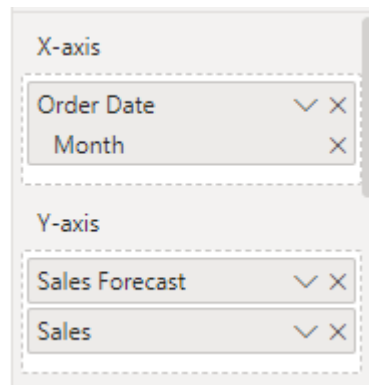 X-axis
Order Date
Month
Y-axis
Sales Forecast
Sales